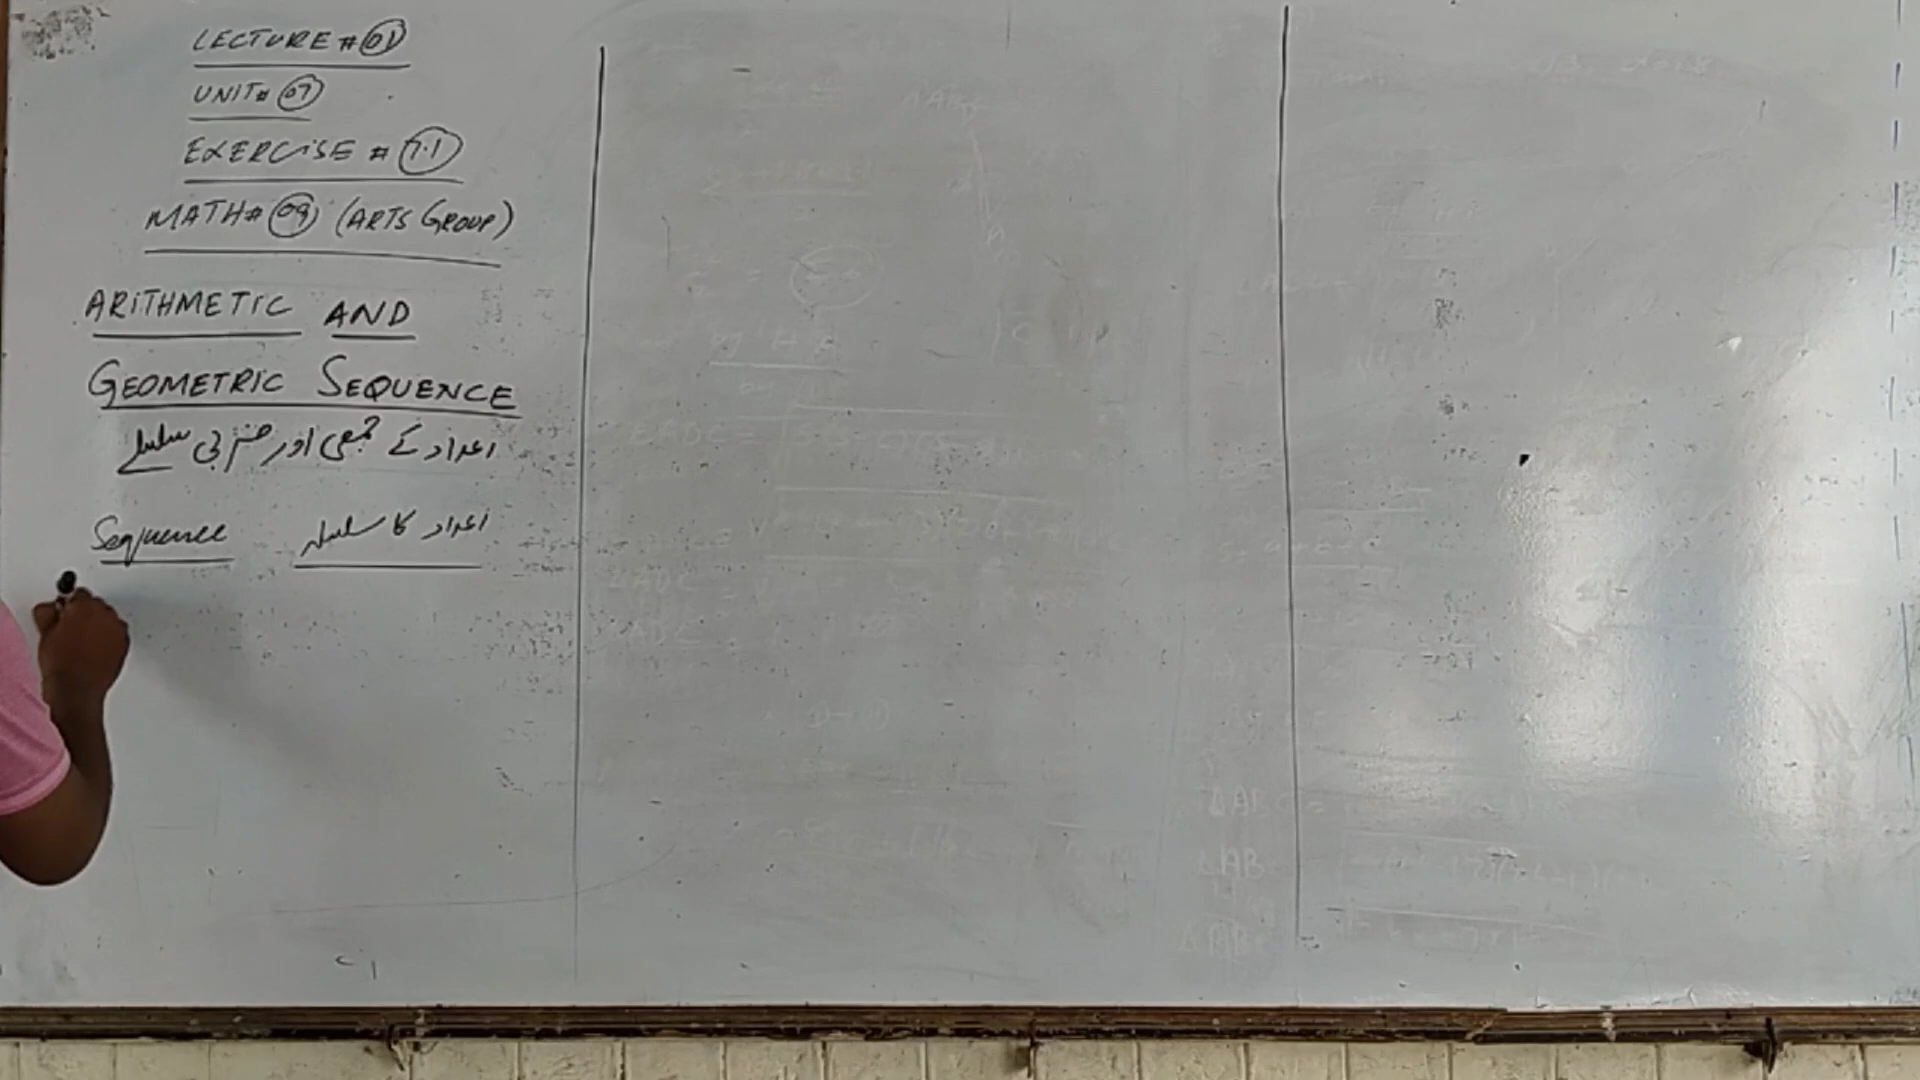 LECTURE # 01
UNIT # 07
EXERCISE # 7.1
MATH # 09 (ARTS GROUP)
ARITHMETIC AND
GEOMETRIC SEQUENCE
اعداد کے جمعی اور ضربی سلسلے
Sequence اعداد کا سلسلہ